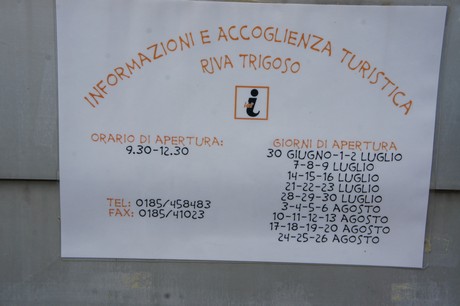 INFORMAZIONI E ACCOGLIENZA TURISTICA
RIVA TRIGOSO
i
ORARIO DI APERTURA:
9.30-12.30
TEL: 0185/458483
FAX: 0185/41023
GIORNI DI APERTURA
30 GIUGNO-1-2 LUGLIO
7-8-9 LUGLIO
14-15-16 LUGLIO
21-22-23 LUGLIO
28-29-30 LUGLIO
3-4-5-6 AGOSTO
10-11-12-13 AGOSTO
17-18-19-20 AGOSTO
24-25-26 AGOSTO